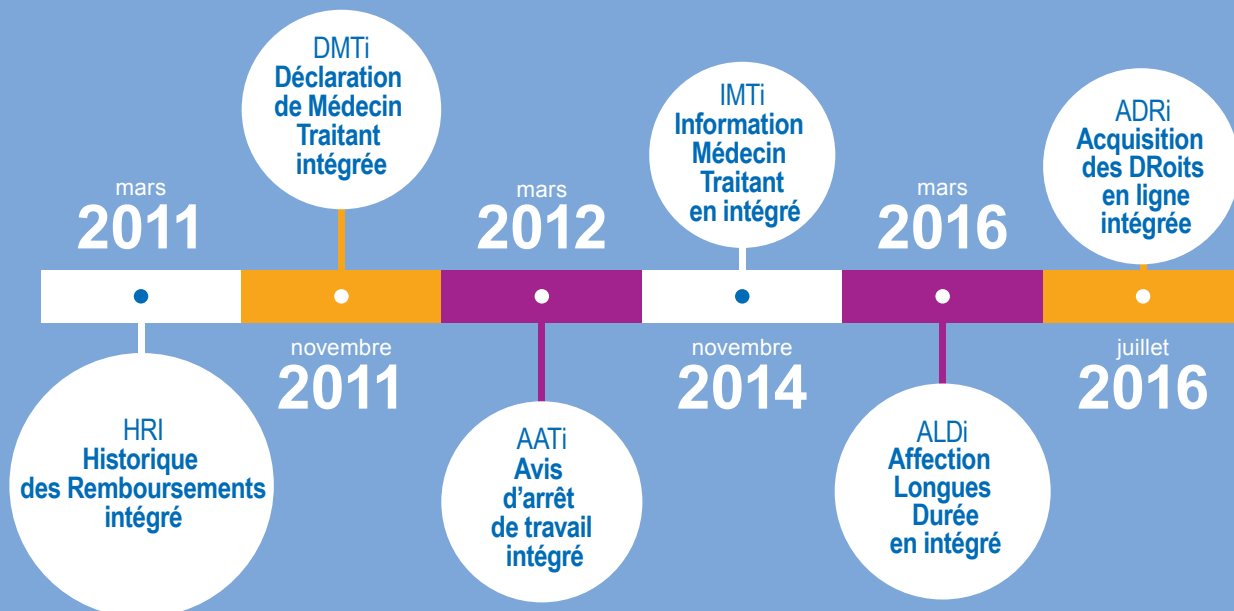 mars
2011
HRI
Historique
des Remboursements
intégré
DMTi
Déclaration
de Médecin
Traitant
intégrée
novembre
2011
mars
2012
AATi
Avis
d'arrêt
de travail
intégré
IMTi
Information
Médecin
Traitant
en intégré
novembre
2014
mars
2016
ALDi
Affection
Longues
Durée
en intégré
ADRi
Acquisition
des DRoits
en ligne
intégrée
juillet
2016